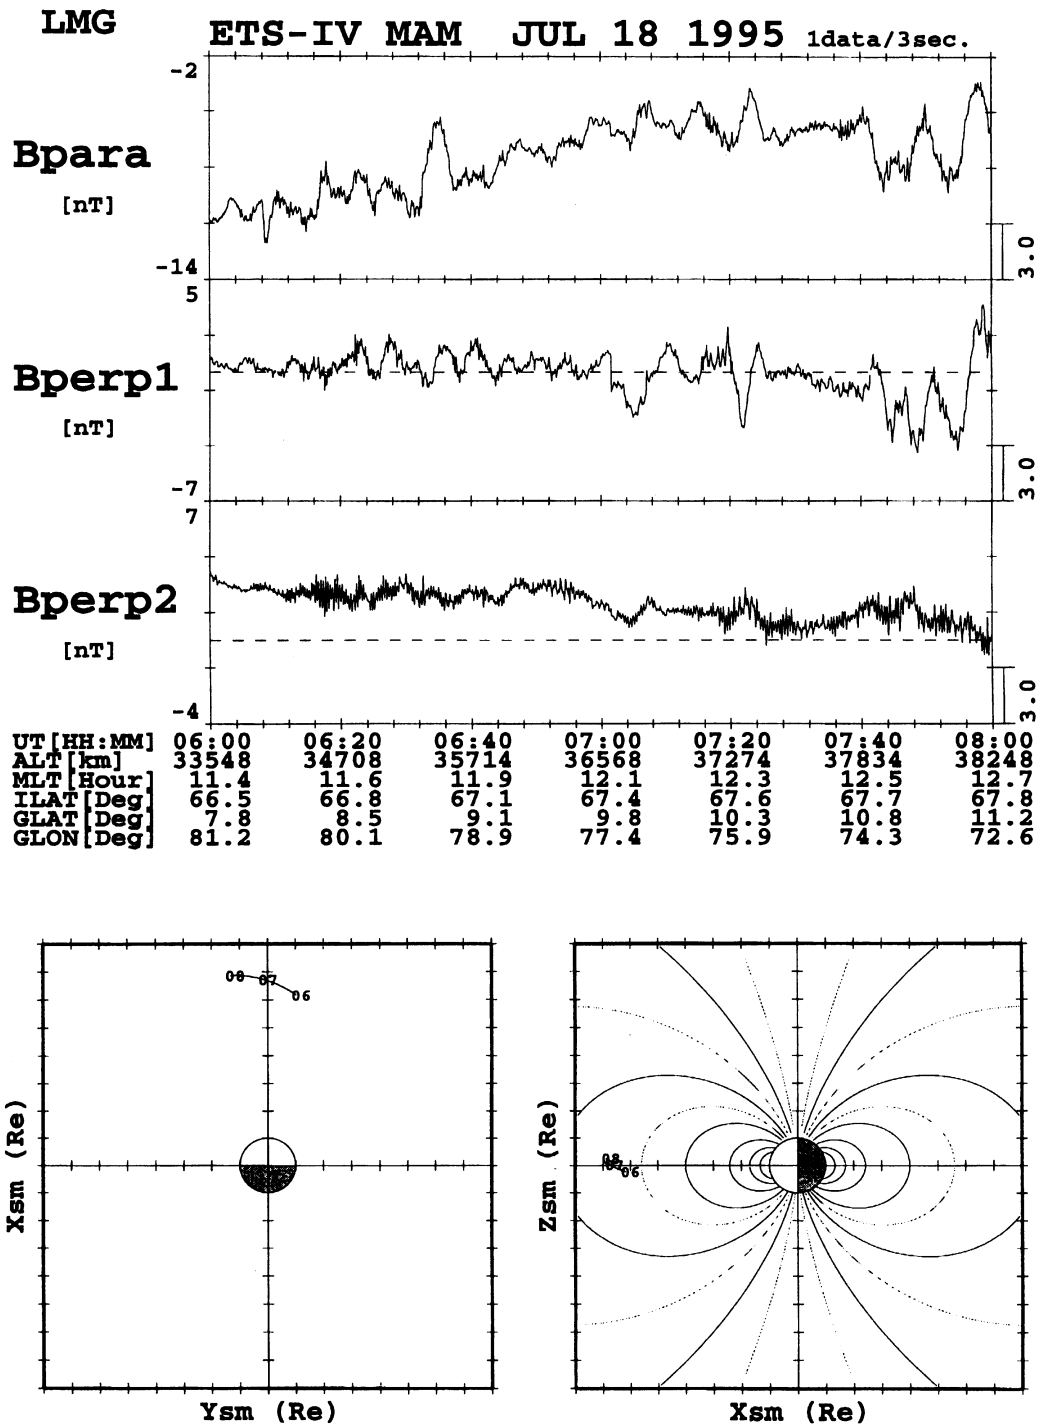 LMG
ETS-IV MAM JUL 18 1995 1data/3sec.
-2
Bpara
[nT]
-14
3.0
5
Bperp1
[nT]
-7
3.0
7
Bperp2
[nT]
-4
3.0
UT[HH:MM] 06:00 06:20 06:40 07:00 07:20 07:40 08:00
ALT[km] 33548 34708 35714 36568 37274 37834 38248
MLT[Hour] 11.4 11.6 11.9 12.1 12.3 12.5 12.7
ILAT[Deg] 66.5 66.8 67.1 67.4 67.6 67.7 67.8
GLAT[Deg] 7.8 8.5 9.1 9.8 10.3 10.8 11.2
GLON[Deg] 81.2 80.1 78.9 77.4 75.9 74.3 72.6
08 07 06
Xsm (Re)
Ysm (Re)
08
07
06
Zsm (Re)
Xsm (Re)